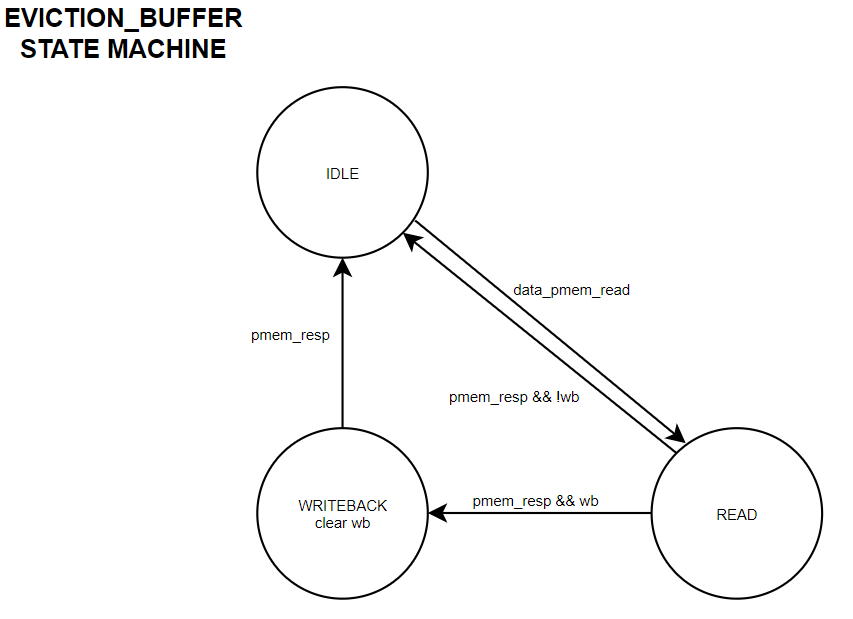 EVICTION_BUFFER
STATE MACHINE
IDLE
data_pmem_read
pmem_resp
pmem_resp && !wb
pmem_resp && wb
WRITEBACK
clear wb
READ